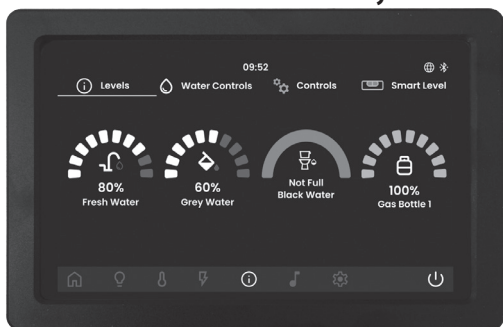 09:52
Levels
Water Controls
Controls
Smart Level
80%
Fresh Water
60%
Grey Water
Not Full
Black Water
100%
Gas Bottle 1